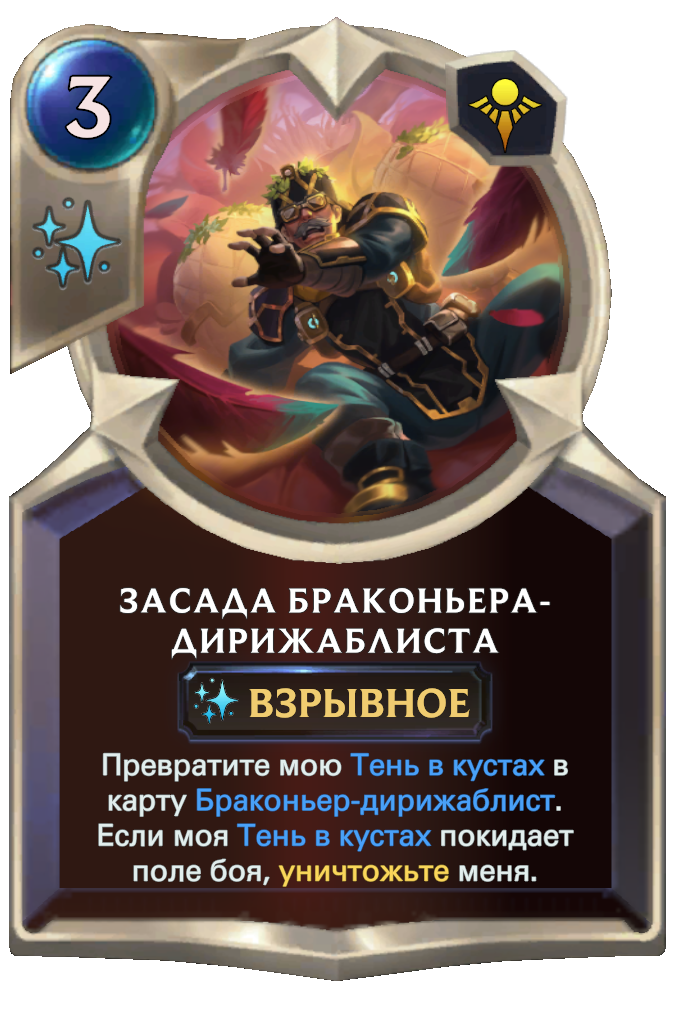 3
ЗАСАДА БРАКОНЬЕРА-
ДИРИЖАБЛИСТА
ВЗРЫВНОЕ
Превратите мою Тень в кустах в
карту Браконьер-дирижаблист.
Если моя Тень в кустах покидает
поле боя, уничтожьте меня.